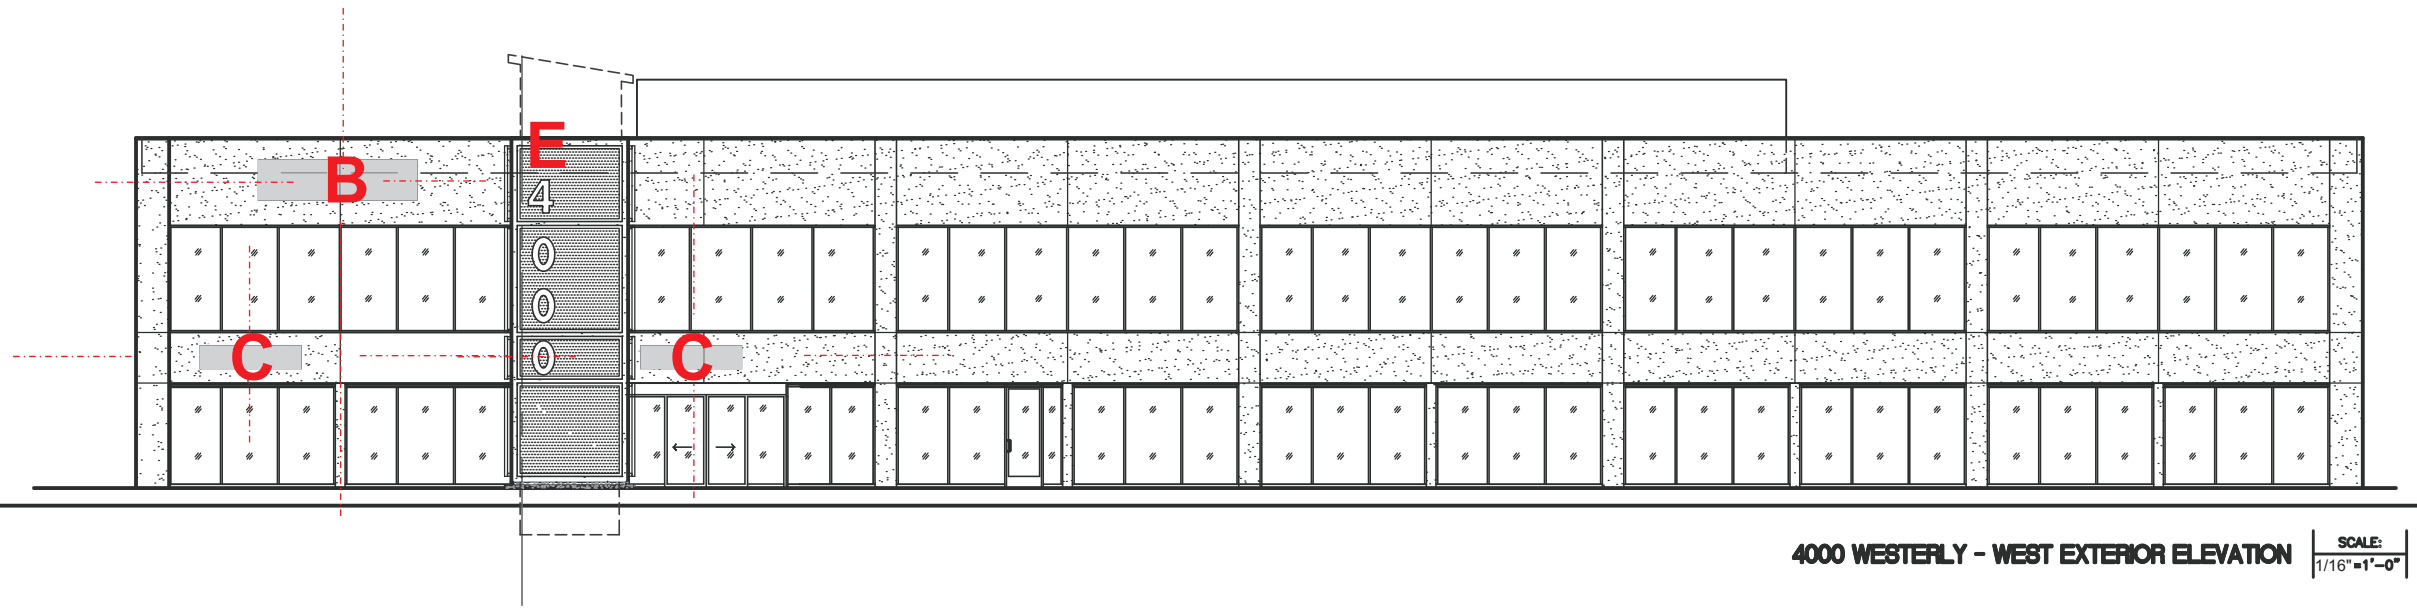 E
B
4
0
0
0
C
C
4000 WESTERLY - WEST EXTERIOR ELEVATION
SCALE:
1/16"=1'-0"